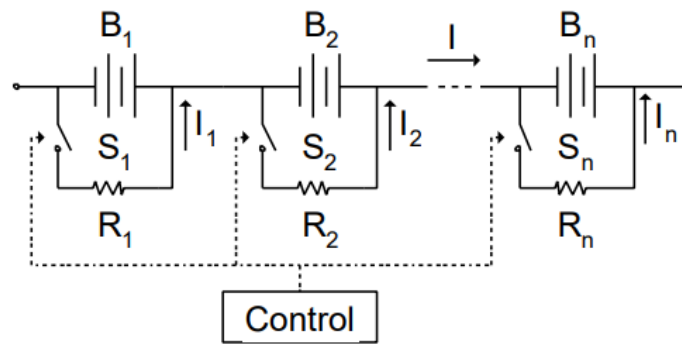 B1 B2 I Bn
S1 I1 S2 I2 Sn In
R1 R2 Rn
Control